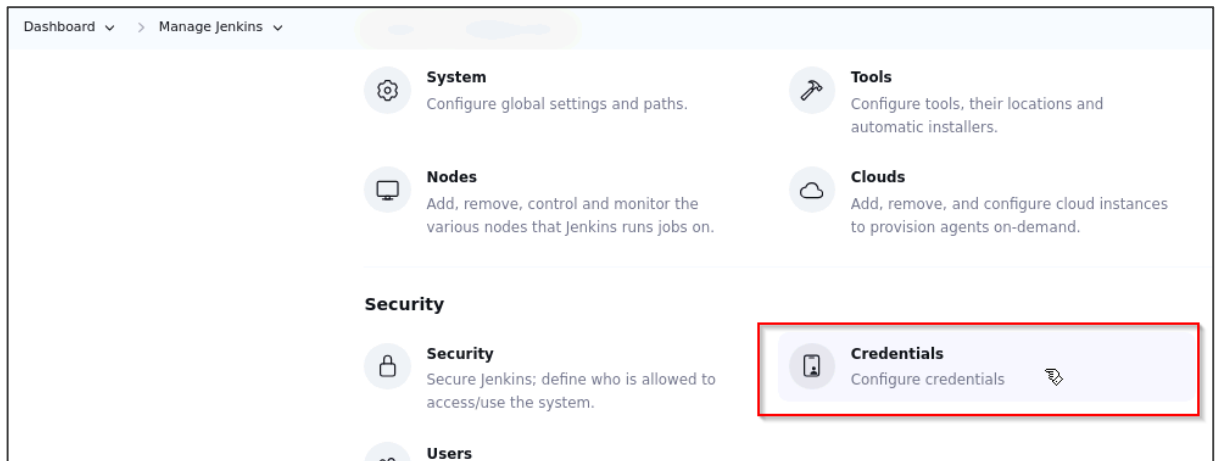 Dashboard
Manage Jenkins
System
Configure global settings and paths.
Tools
Configure tools, their locations and
automatic installers.
Nodes
Add, remove, control and monitor the
various nodes that Jenkins runs jobs on.
Clouds
Add, remove, and configure cloud instances
to provision agents on-demand.
Security
Security
Secure Jenkins; define who is allowed to
access/use the system.
Credentials
Configure credentials
Users